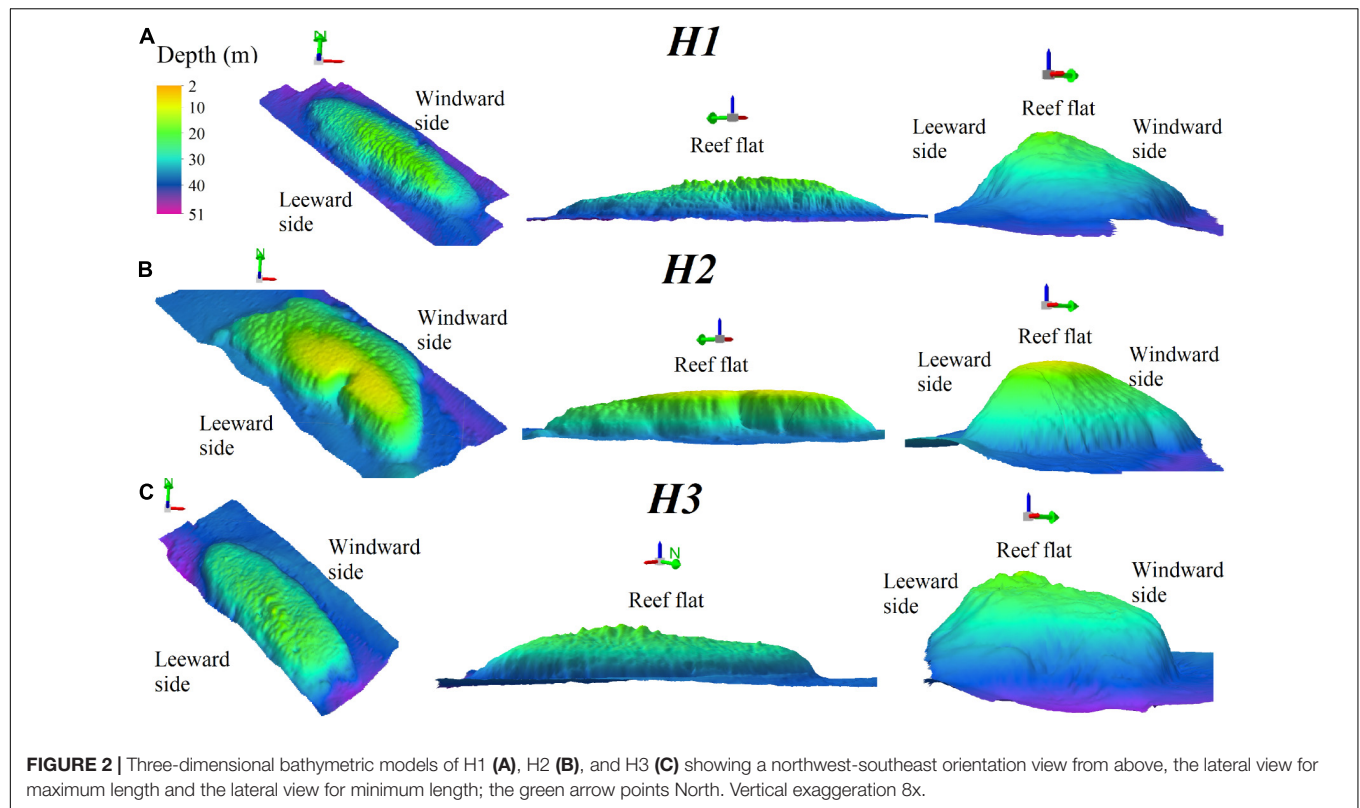 A
H1
Depth (m)
N
2
10
20
30
40
51
Windward
side
Leeward
side
Reef flat
Reef flat
Leeward
side
Windward
side
B
H2
N
Windward
side
Leeward
side
Reef flat
Reef flat
Leeward
side
Windward
side
C
H3
N
Windward
side
Leeward
side
N
Reef flat
Reef flat
Leeward
side
Windward
side
FIGURE 2 | Three-dimensional bathymetric models of H1 (A), H2 (B), and H3 (C) showing a northwest-southeast orientation view from above, the lateral view for
maximum length and the lateral view for minimum length; the green arrow points North. Vertical exaggeration 8x.